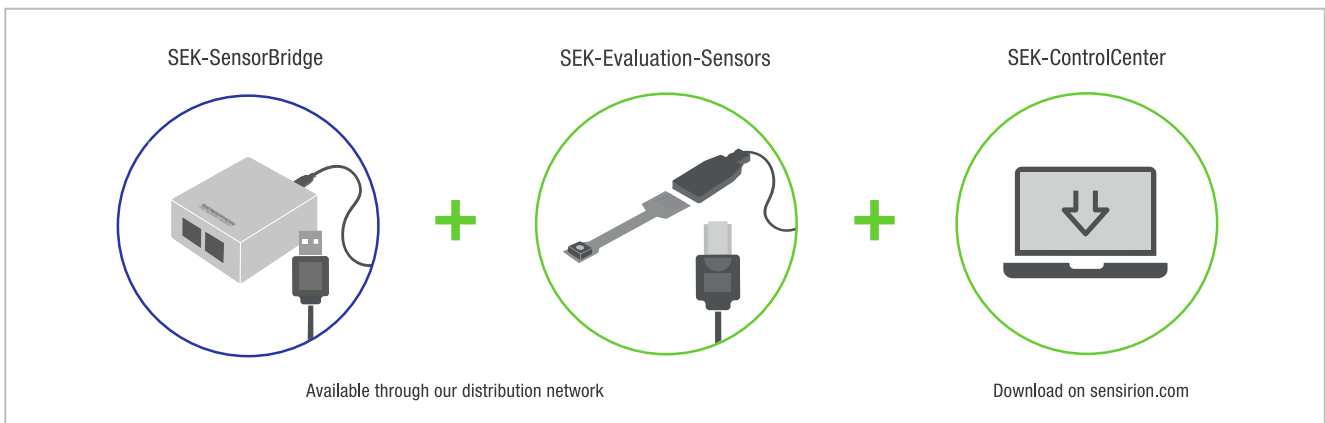 SEK-SensorBridge
SEK-Evaluation-Sensors
SEK-ControlCenter
Available through our distribution network
Download on sensirion.com